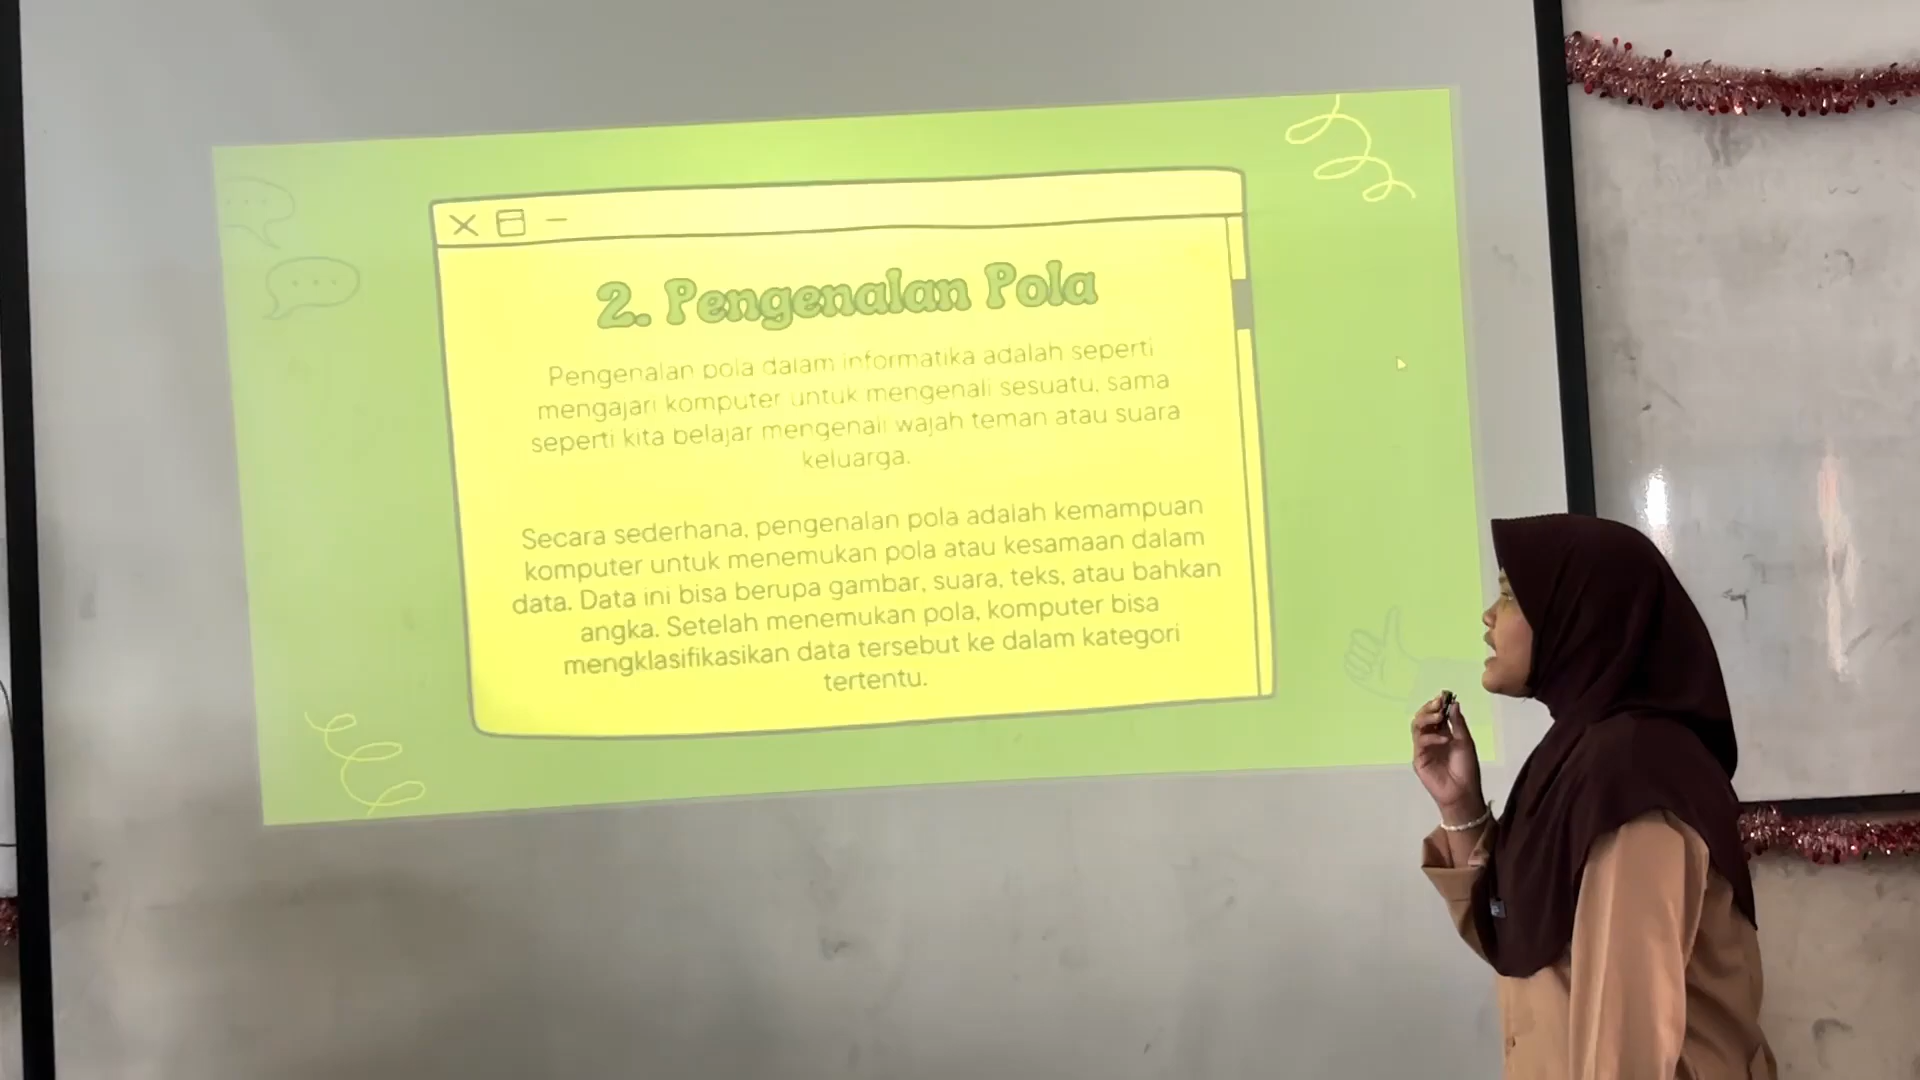 2. Pengenalan Pola
Pengenalan pola dalam informatika adalah seperti
mengajari komputer untuk mengenali sesuatu, sama
seperti kita belajar mengenali wajah teman atau suara
keluarga.
Secara sederhana, pengenalan pola adalah kemampuan
komputer untuk menemukan pola atau kesamaan dalam
data. Data ini bisa berupa gambar, suara, teks, atau bahkan
angka. Setelah menemukan pola, komputer bisa
mengklasifikasikan data tersebut ke dalam kategori
tertentu.